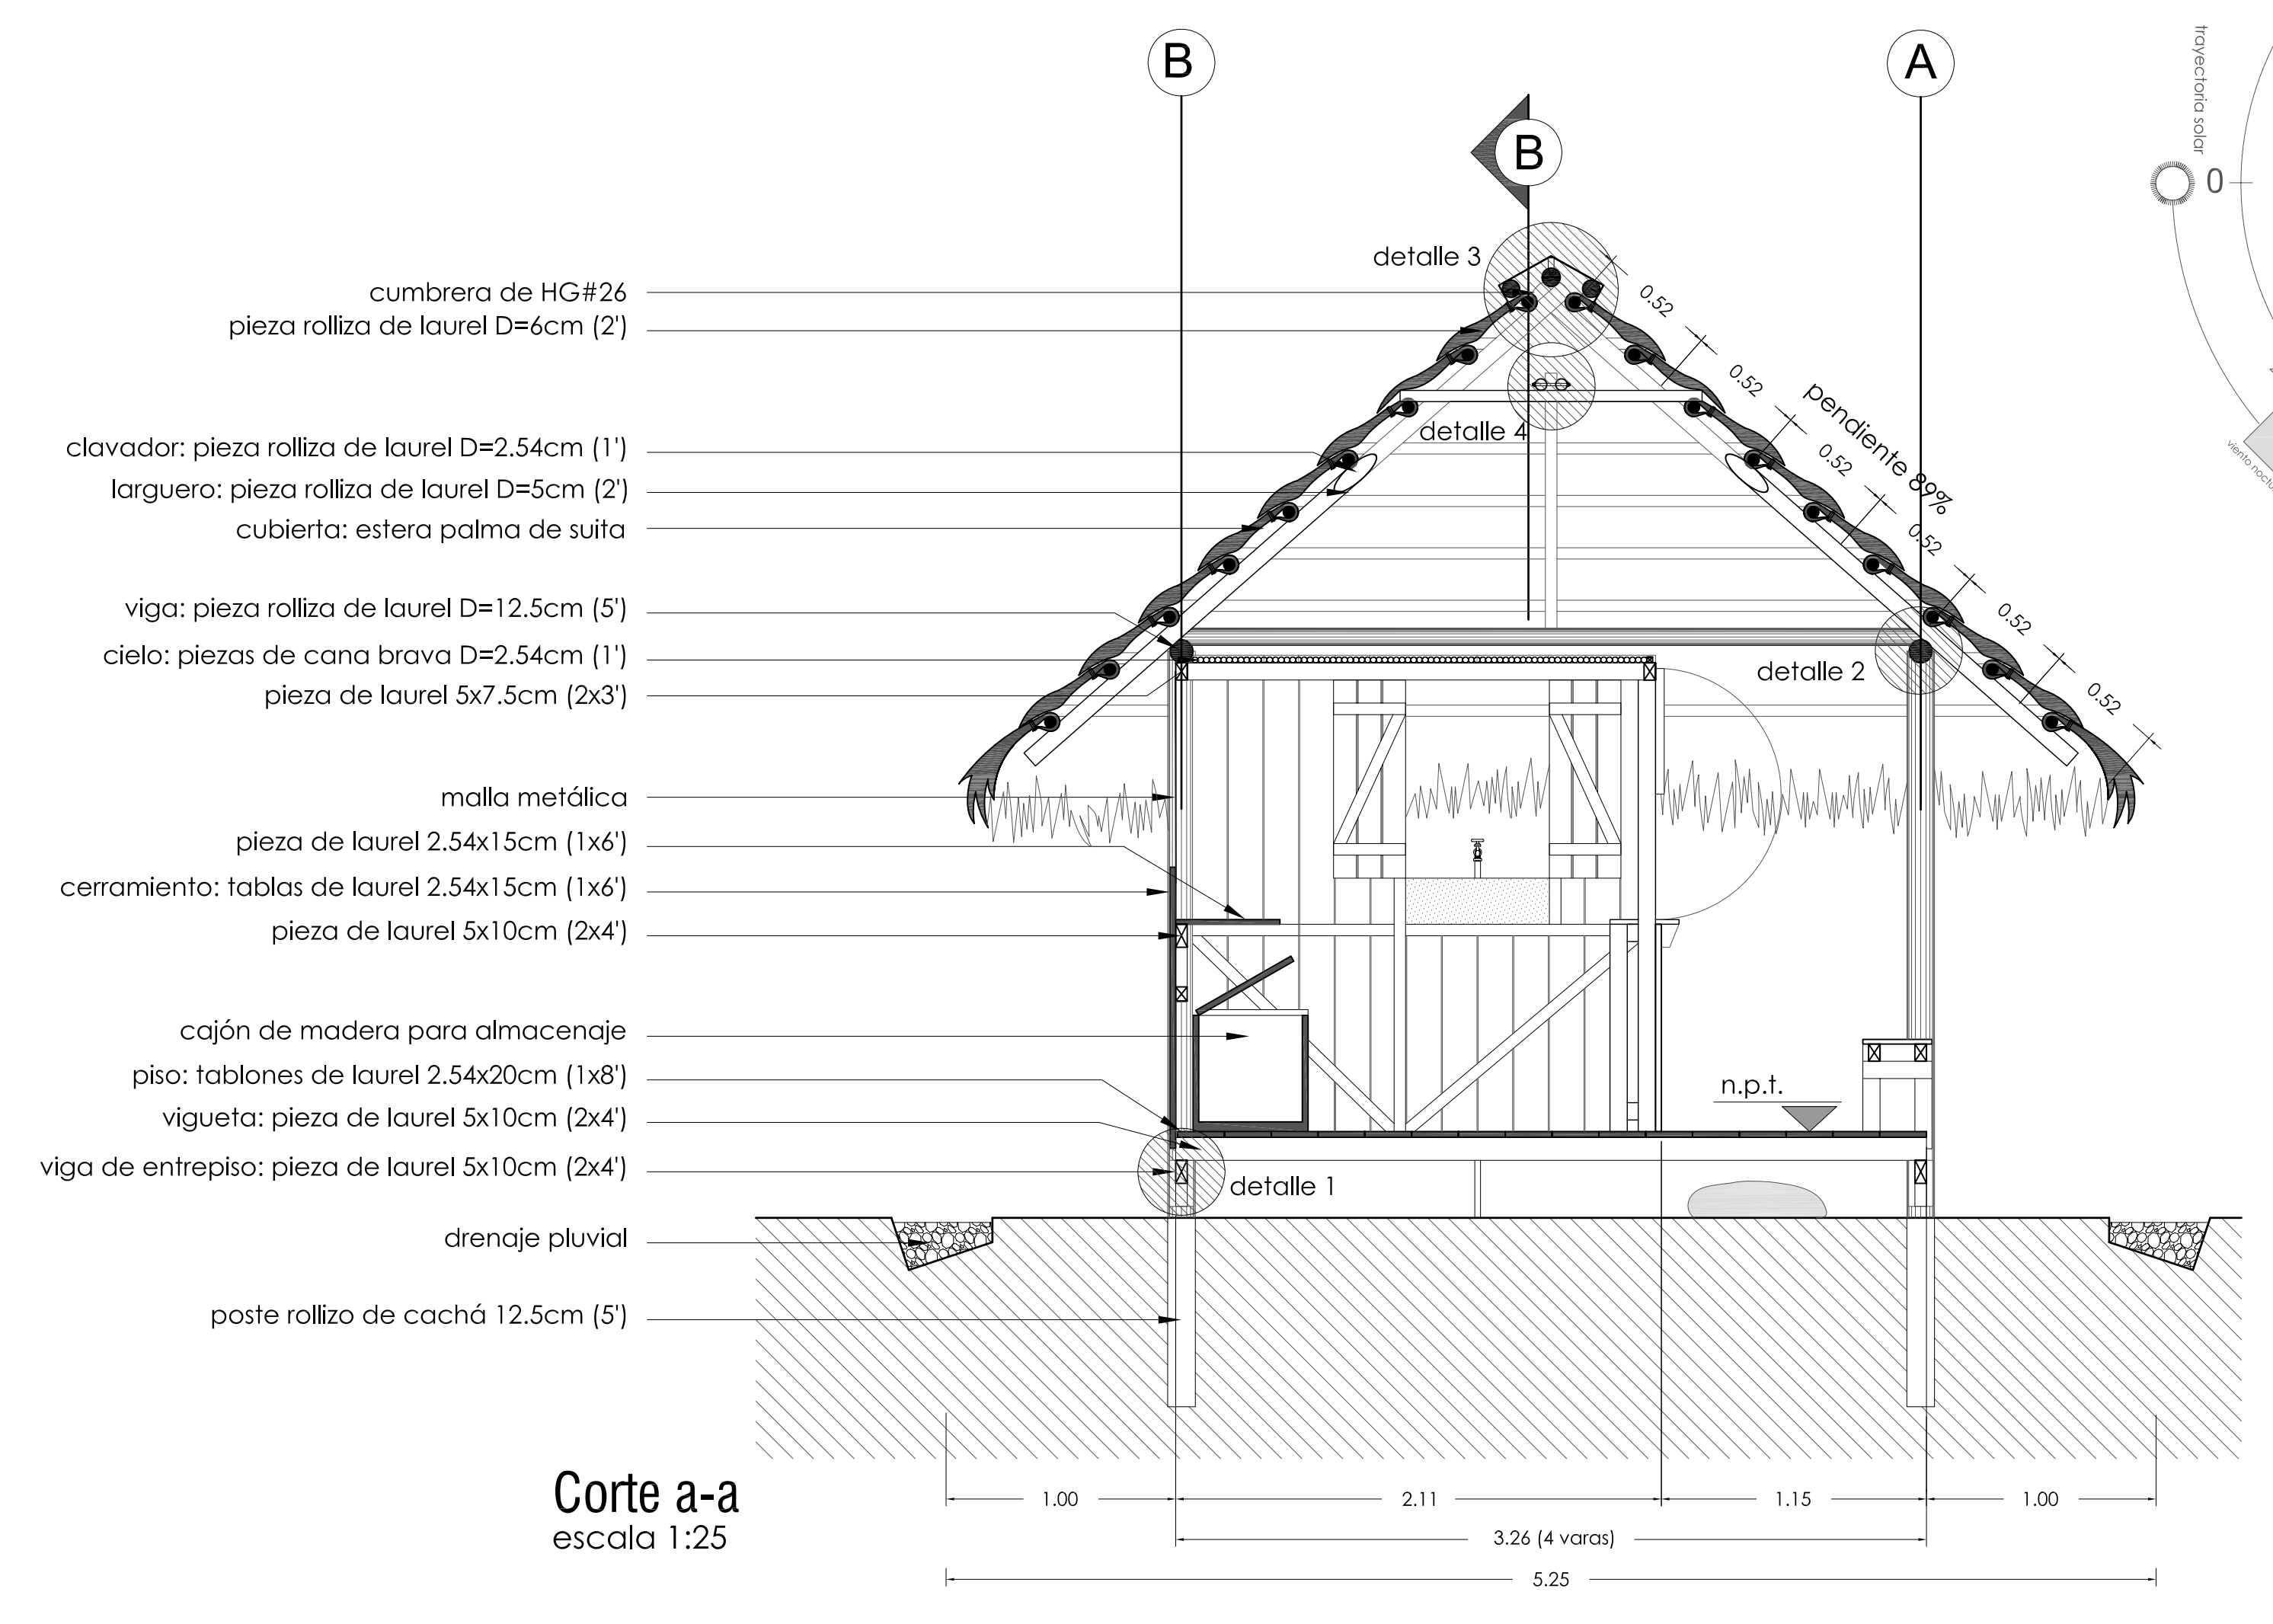 B
A
B
trayectoria solar
0
viento noctu
detalle 3
cumbrera de HG#26
pieza rolliza de laurel D=6cm (2')
0.52
0.52
pendiente 89%
detalle 4
clavador: pieza rolliza de laurel D=2.54cm (1')
0.52
larguero: pieza rolliza de laurel D=5cm (2')
cubierta: estera palma de suita
0.52
viga: pieza rolliza de laurel D=12.5cm (5')
0.52
cielo: piezas de cana brava D=2.54cm (1')
detalle 2
pieza de laurel 5x7.5cm (2x3')
0.52
malla metálica
pieza de laurel 2.54x15cm (1x6')
cerramiento: tablas de laurel 2.54x15cm (1x6')
pieza de laurel 5x10cm (2x4')
cajón de madera para almacenaje
piso: tablones de laurel 2.54x20cm (1x8')
n.p.t.
vigueta: pieza de laurel 5x10cm (2x4')
viga de entrepiso: pieza de laurel 5x10cm (2x4')
detalle 1
drenaje pluvial
poste rollizo de cachá 12.5cm (5')
Corte a-a
escala 1:25
1.00
2.11
1.15
1.00
3.26 (4 varas)
5.25